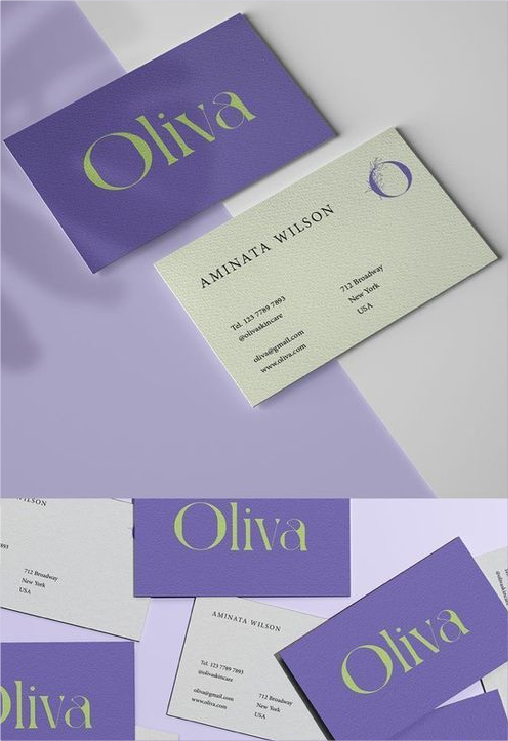 Oliva
O
AMINATA WILSON
Tel. 123 7789 7893
@olivaskincare
oliva@gmail.com
www.oliva.com
712 Broadway
New York
USA
WILSON
7893
712 Broadway
New York
USA
Oliva
AMINATA WILSON
Tel. 123 7789 7893
@olivaskincare
oliva@gmail.com
www.oliva.com
712 Broadway
New York
USA
Oliva
liva